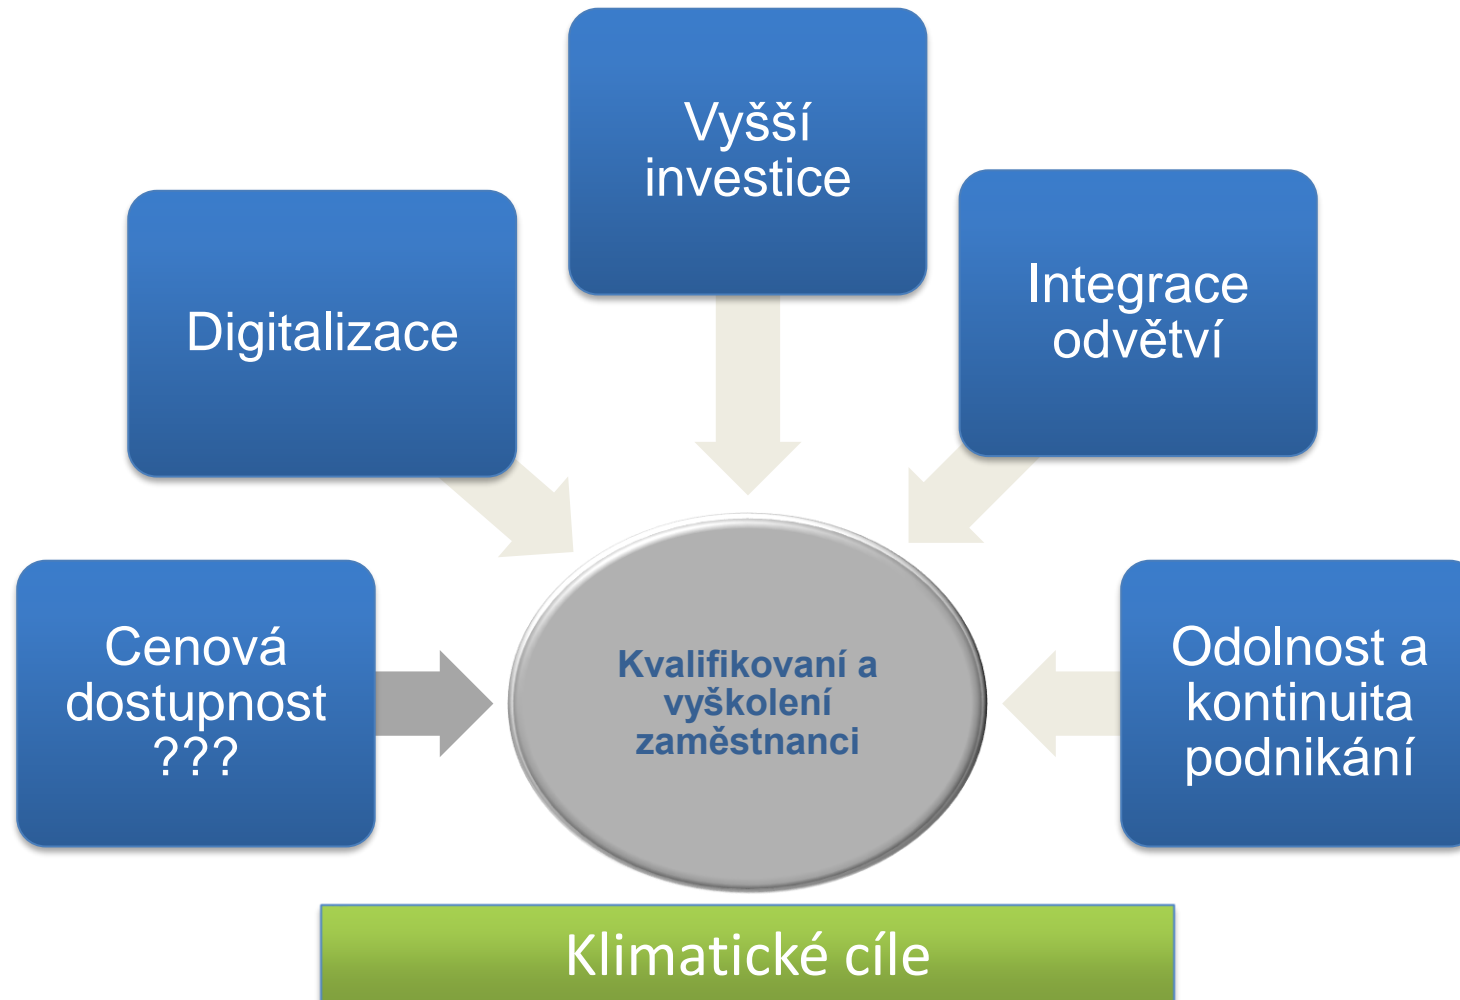 Vyšší
investice
Integrace
odvětví
Digitalizace
Cenová
dostupnost
???
Kvalifikovaní a
vyškolení
zaměstnanci
Odolnost a
kontinuita
podnikání
Klimatické cíle